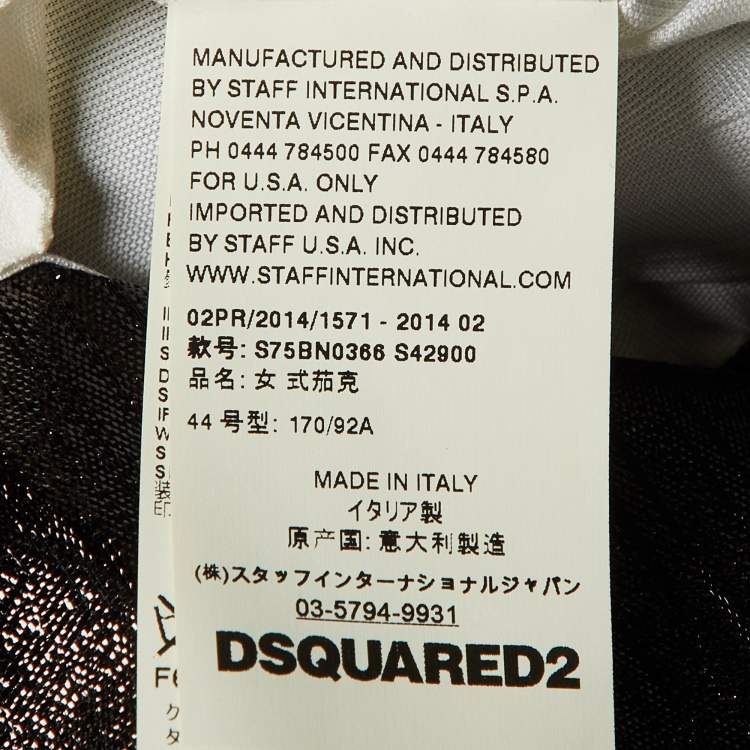 MANUFACTURED AND DISTRIBUTED
BY STAFF INTERNATIONAL S.P.A.
NOVENTA VICENTINA - ITALY
PH 0444 784500 FAX 0444 784580
FOR U.S.A. ONLY
IMPORTED AND DISTRIBUTED
BY STAFF U.S.A. INC.
WWW.STAFFINTERNATIONAL.COM
02PR/2014/1571 - 2014 02
款号: S75BN0366 S42900
品名: 女 式茄克
44 号型: 170/92A
MADE IN ITALY
イタリア製
原产国: 意大利製造
(株)スタッフインターナショナルジャパン
03-5794-9931
DSQUARED2